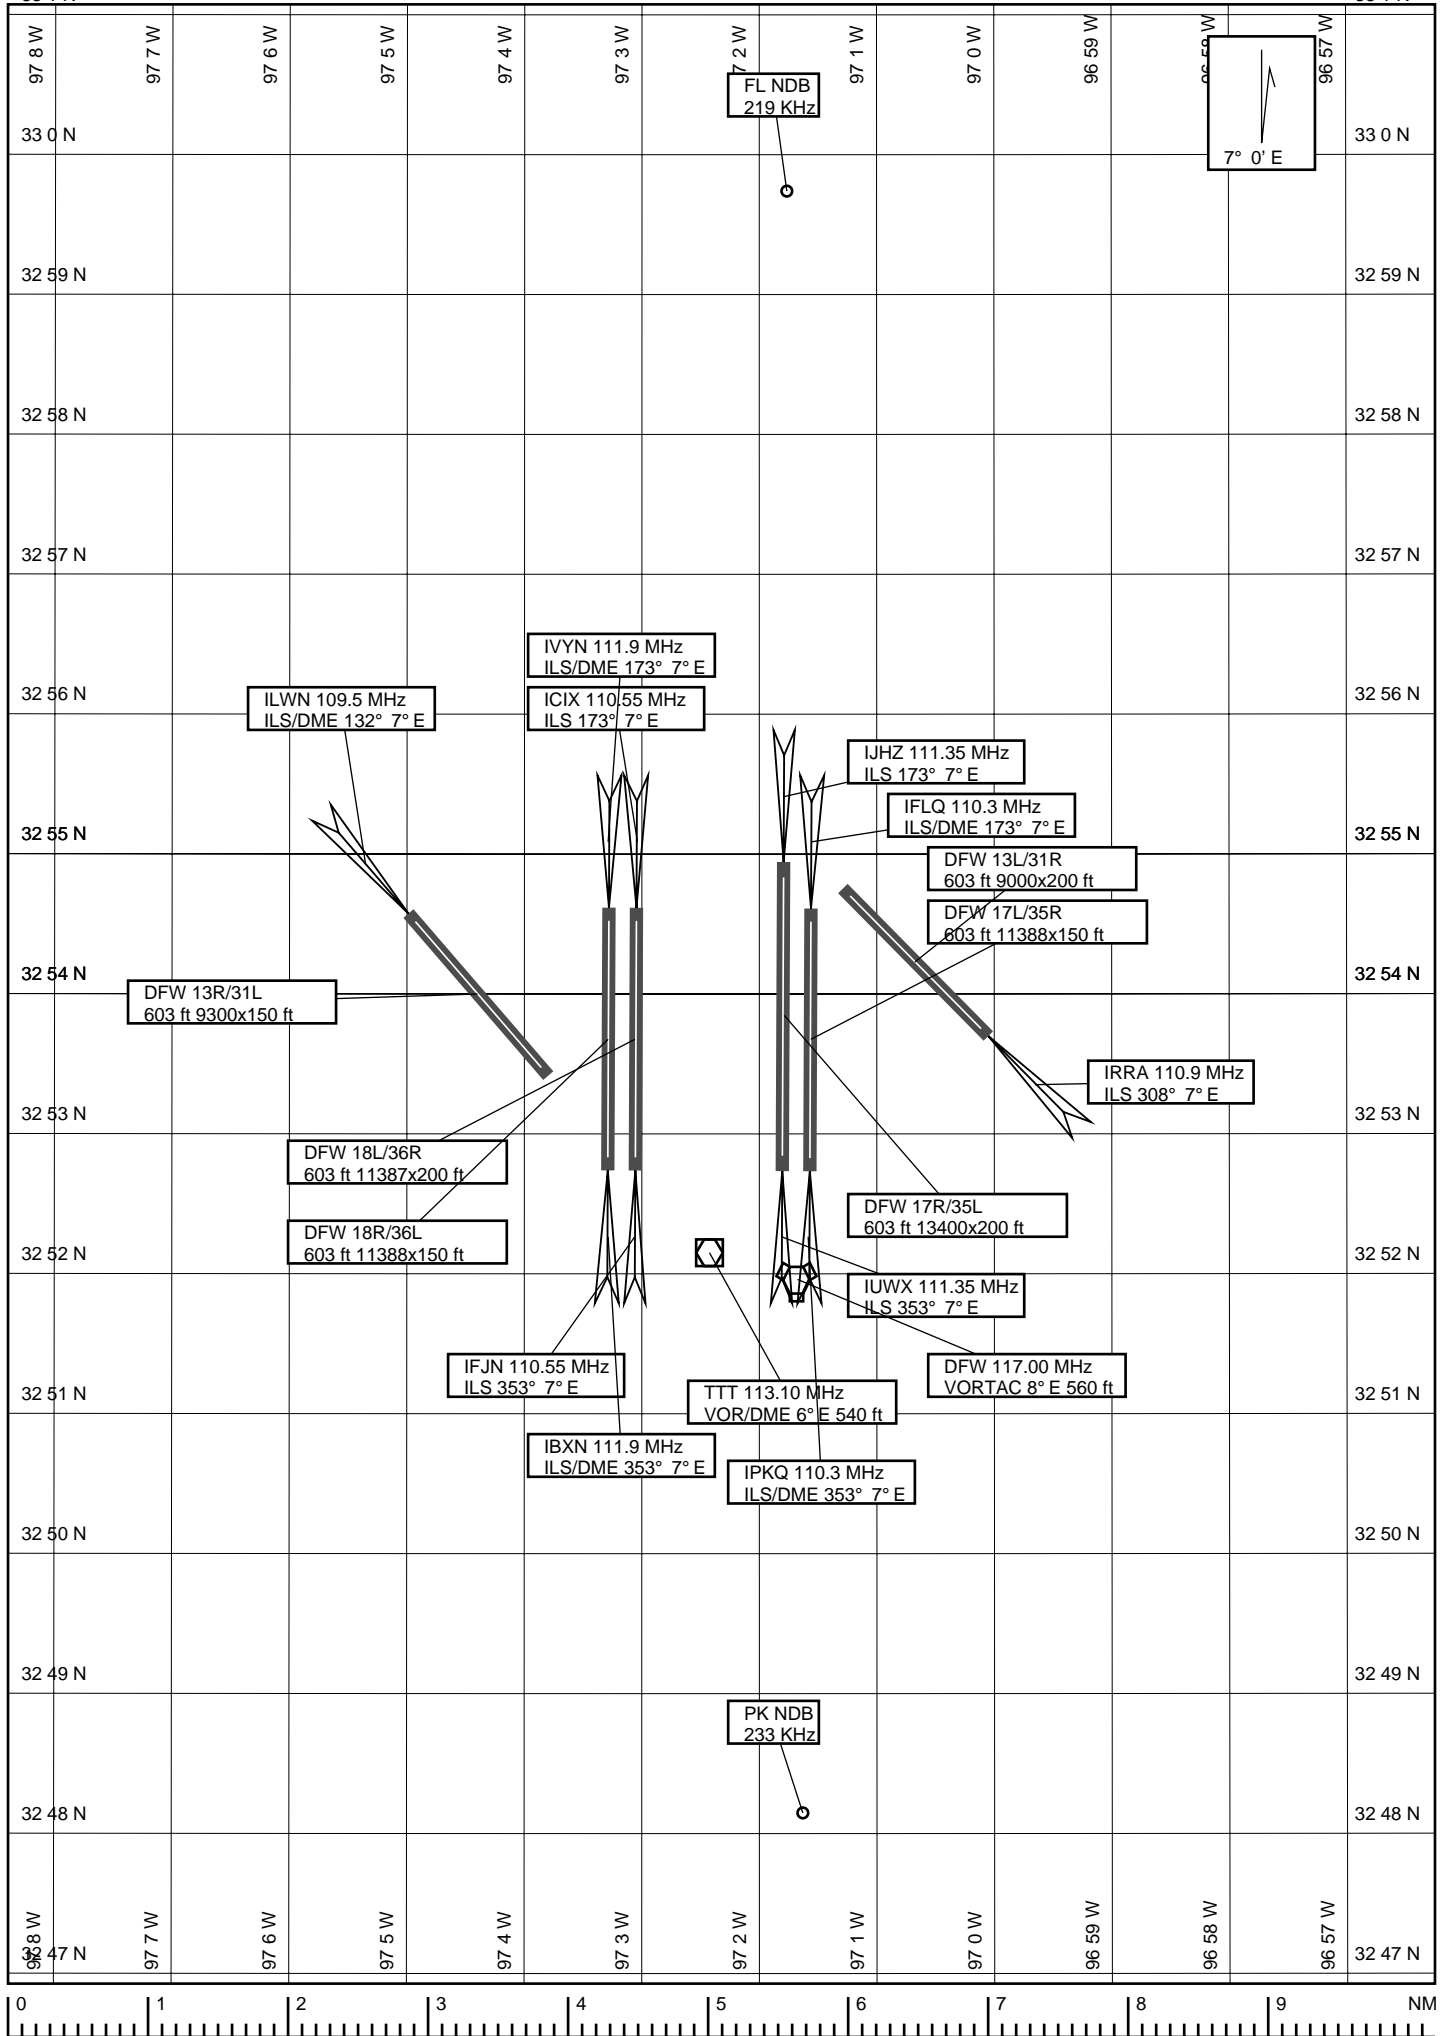 97 8 W
97 7 W
97 6 W
97 5 W
97 4 W
97 3 W
97 1 W
97 0 W
96 59 W
96 57 W
FL NDB
219 KHz
7° 0' E
33 0 N
33 0 N
32 59 N
32 59 N
32 58 N
32 58 N
32 57 N
32 57 N
IVYN 111.9 MHz
ILS/DME 173° 7° E
32 56 N
32 56 N
ILWN 109.5 MHz
ILS/DME 132° 7° E
ICIX 110.55 MHz
ILS 173° 7° E
IJHZ 111.35 MHz
ILS 173° 7° E
IFLQ 110.3 MHz
ILS/DME 173° 7° E
32 55 N
32 55 N
DFW 13L/31R
603 ft 9000x200 ft
DFW 17L/35R
603 ft 11388x150 ft
32 54 N
32 54 N
DFW 13R/31L
603 ft 9300x150 ft
IRRA 110.9 MHz
ILS 308° 7° E
32 53 N
32 53 N
DFW 18L/36R
603 ft 11387x200 ft
DFW 17R/35L
603 ft 13400x200 ft
DFW 18R/36L
603 ft 11388x150 ft
32 52 N
32 52 N
IUWX 111.35 MHz
ILS 353° 7° E
IFJN 110.55 MHz
ILS 353° 7° E
DFW 117.00 MHz
VORTAC 8° E 560 ft
TTT 113.10 MHz
VOR/DME 6° E 540 ft
32 51 N
32 51 N
IBXN 111.9 MHz
ILS/DME 353° 7° E
IPKQ 110.3 MHz
ILS/DME 353° 7° E
32 50 N
32 50 N
32 49 N
32 49 N
PK NDB
233 KHz
32 48 N
32 48 N
97 7 W
97 6 W
97 5 W
97 4 W
97 3 W
97 2 W
97 1 W
97 0 W
96 59 W
96 58 W
96 57 W
32 47 N
32 47 N
0 1 2 3 4 5 6 7 8 9 NM